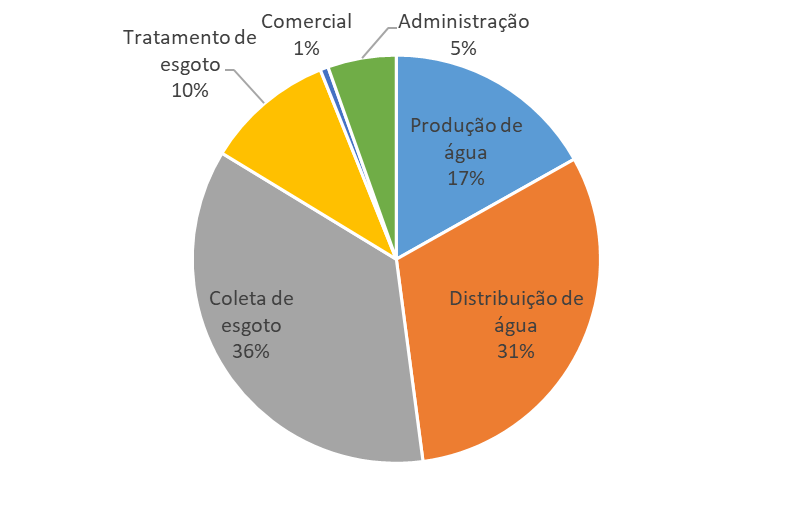 Comercial
1%
Administração
5%
Tratamento de
esgoto
10%
Produção de
água
17%
Coleta de
esgoto
36%
Distribuição de
água
31%